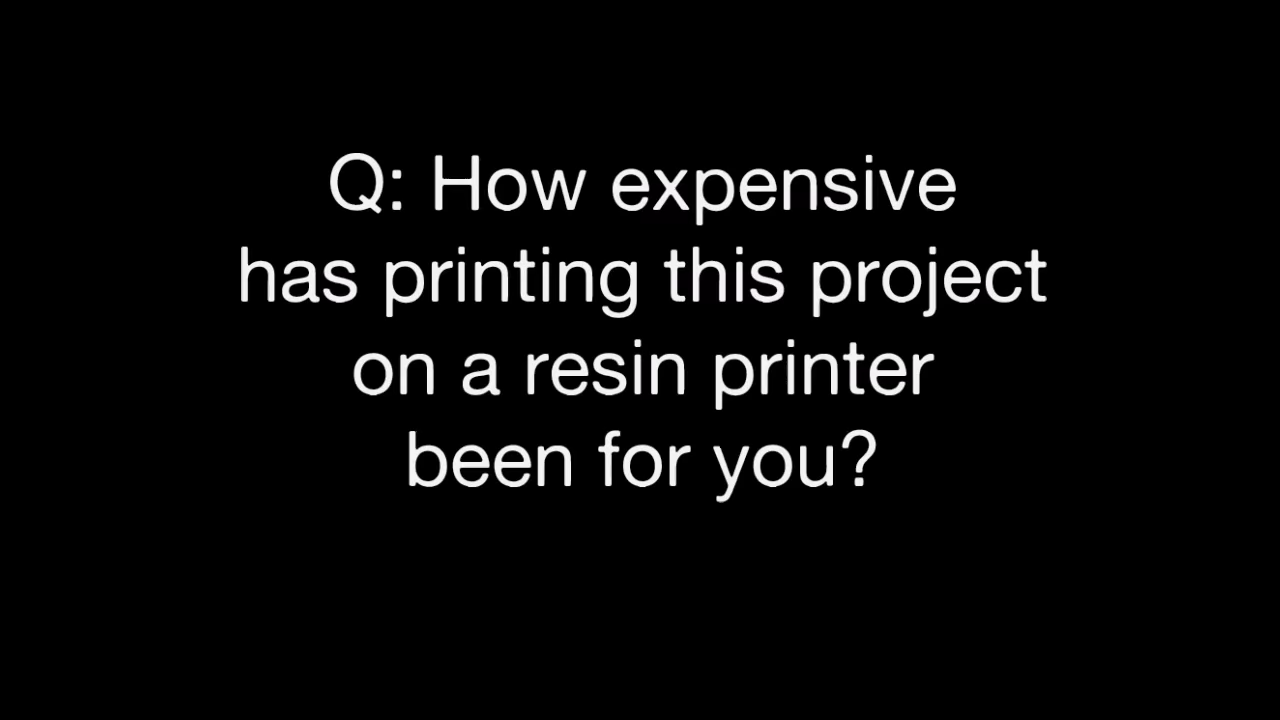 Q: How expensive
has printing this project
on a resin printer
been for you?